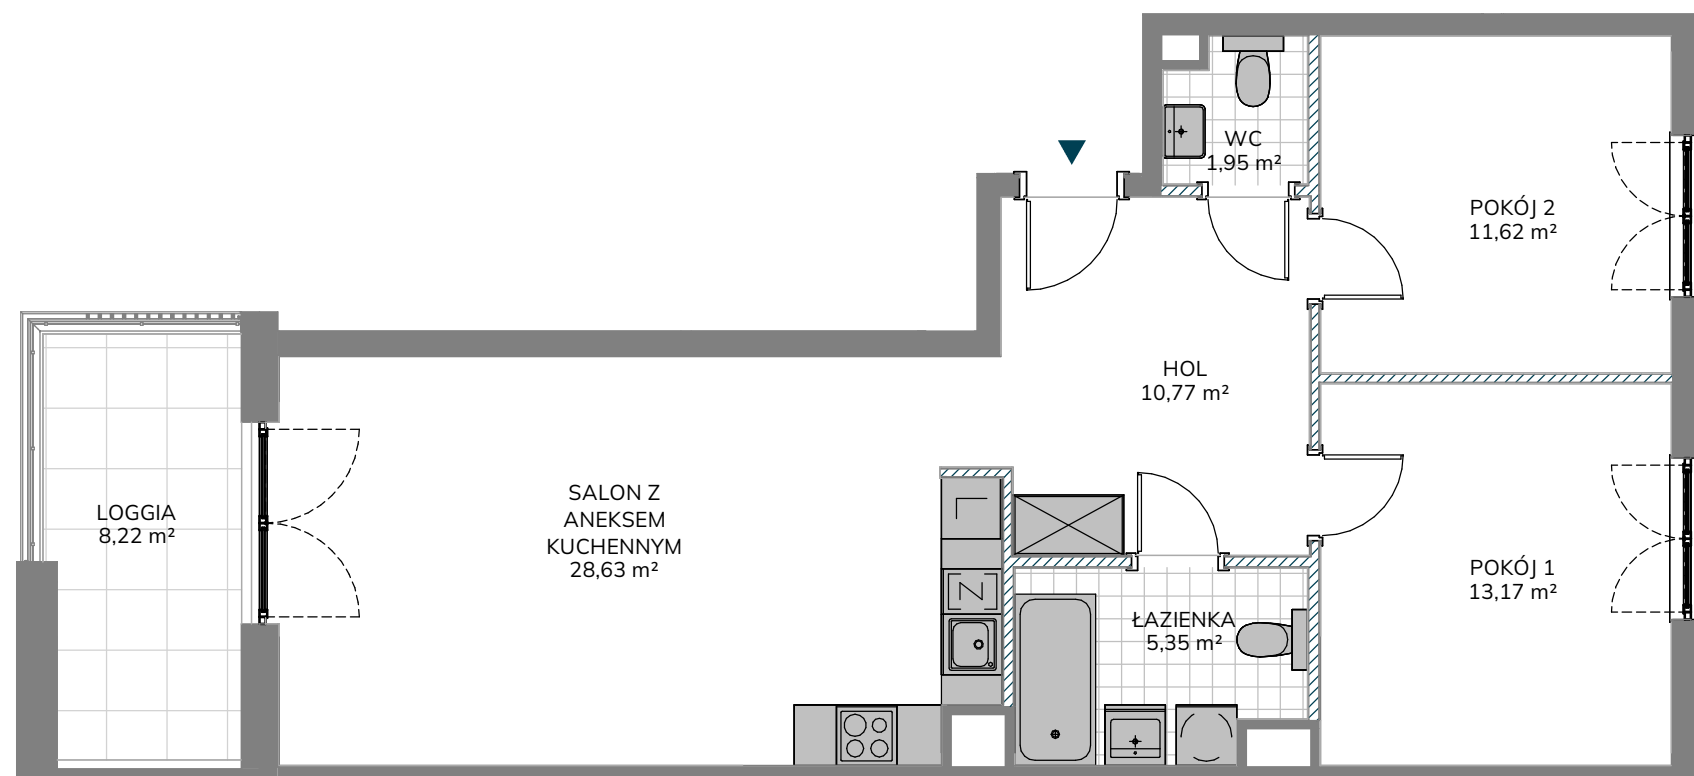 WC
1,95 m²
POKÓJ 2
11,62 m²
HOL
10,77 m²
LOGGIA
8,22 m²
SALON Z
ANEKSEM
KUCHENNYM
28,63 m²
L
Z
ŁAZIENKA
5,35 m²
POKÓJ 1
13,17 m²